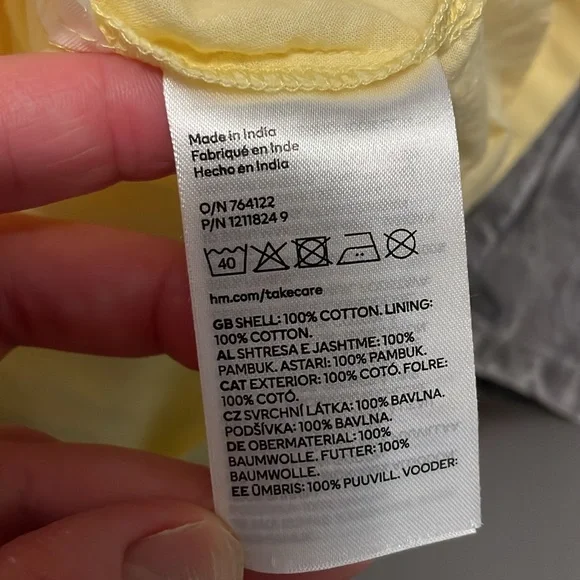 Made in India
Fabriqué en Inde
Hecho en India
O/N 764122
P/N 1211824 9
40
hm.com/takecare
GB SHELL: 100% COTTON. LINING:
100% COTTON.
AL SHTRESA E JASHTME: 100%
PAMBUK. ASTARI: 100% PAMBUK.
CAT EXTERIOR: 100% COTÓ. FOLRE:
100% COTÓ.
CZ SVRCHNÍ LÁTKA: 100% BAVLNA.
PODŠÍVKA: 100% BAVLNA.
DE OBERMATERIAL: 100%
BAUMWOLLE. FUTTER: 100%
BAUMWOLLE.
EE ÜMBRIS: 100% PUUVILL. VOODER: